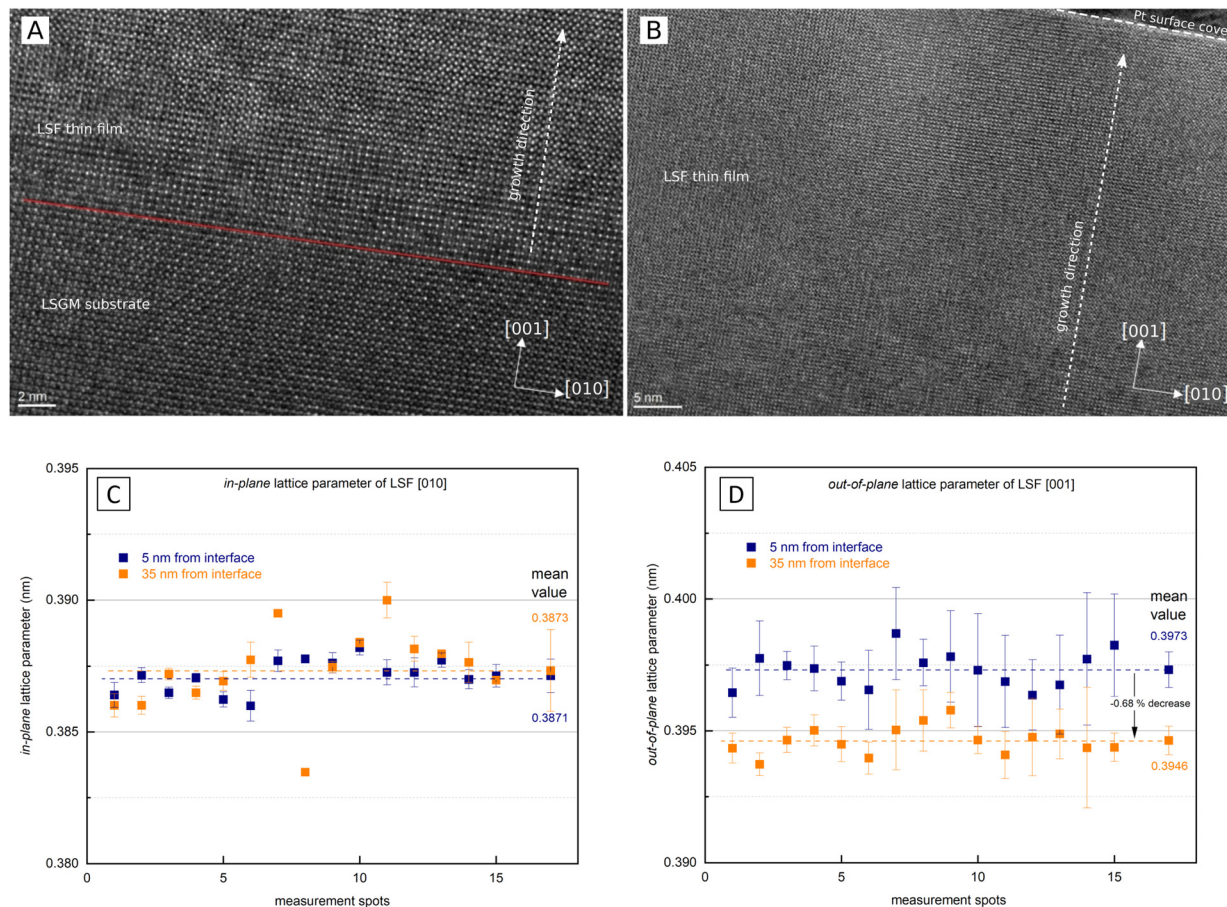 A
LSF thin film
growth direction
LSGM substrate
[001]
[010]
2 nm
B
Pt surface cove
LSF thin film
growth direction
[001]
[010]
5 nm
C
in-plane lattice parameter of LSF [010]
5 nm from interface
35 nm from interface
mean
value
0.3873
0.3871
0.395
0.390
0.385
0.380
in-plane lattice parameter (nm)
0
5
10
15
measurement spots
D
out-of-plane lattice parameter of LSF [001]
5 nm from interface
35 nm from interface
mean
value
0.3973
-0.68 % decrease
0.3946
0.405
0.400
0.395
0.390
out-of-plane lattice parameter (nm)
0
5
10
15
measurement spots